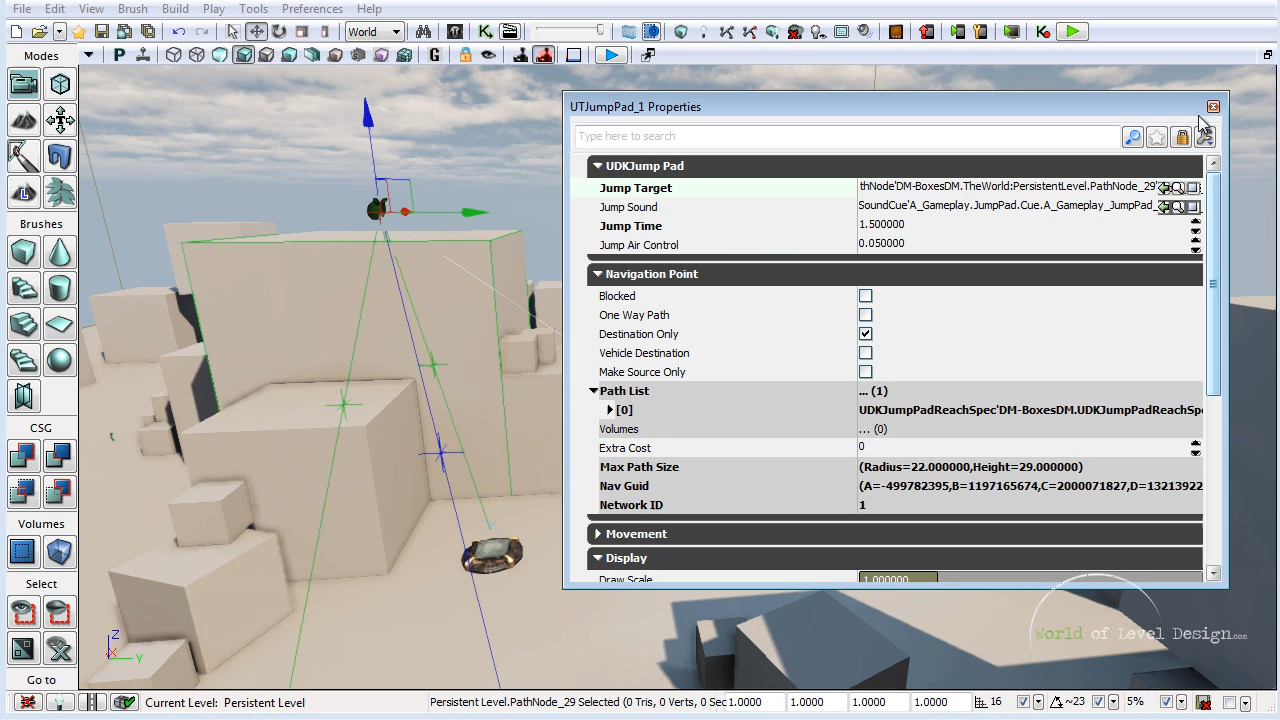 File Edit View Brush Build Play Tools Preferences Help
World
Modes
P
G
UTJumpPad_1 Properties
Type here to search
UDKJump Pad
Jump Target thNode'DM-BoxesDM.TheWorld:PersistentLevel.PathNode_29'
Jump Sound SoundCue'A_Gameplay.JumpPad.Cue.A_Gameplay_JumpPad_
Jump Time 1.500000
Jump Air Control 0.050000
Navigation Point
Blocked
One Way Path
Destination Only
Vehicle Destination
Make Source Only
Path List ... (1)
[0] UDKJumpPadReachSpec'DM-BoxesDM.UDKJumpPadReachSpe
Volumes ... (0)
Extra Cost 0
Max Path Size (Radius=22.000000,Height=29.000000)
Nav Guid (A=-499782395,B=1197165674,C=2000071827,D=13213922
Network ID 1
Movement
Display
Draw Scale 1.000000
Brushes
CSG
Volumes
Select
Go to
L
Z
X
Y
World of Level Design.com
Current Level: Persistent Level
Persistent Level.PathNode_29 Selected (0 Tris, 0 Verts, 0 Sec
1.0000 1.0000 1.0000 1.0000
16
~23
5%